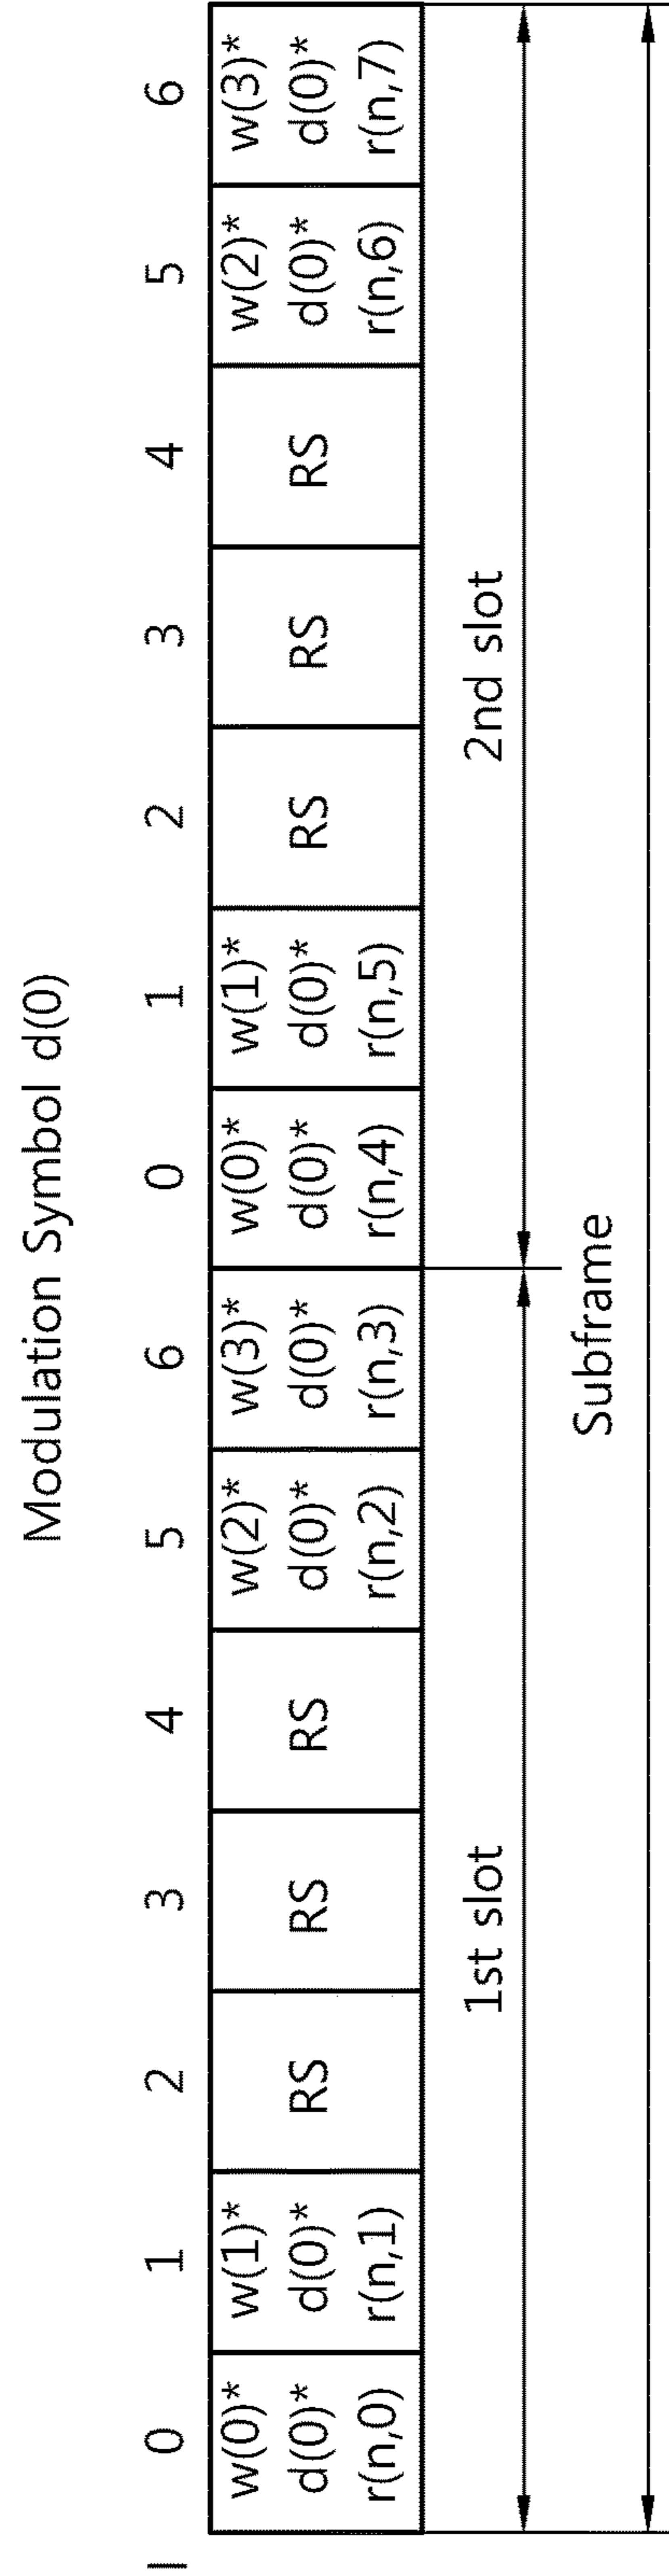 Modulation Symbol d(0)
l 0 1 2 3 4 5 6 0 1 2 3 4 5 6
w(0)* w(1)* RS RS RS w(2)* w(3)* w(0)* w(1)* RS RS RS w(2)* w(3)*
d(0)* d(0)* d(0)* d(0)* d(0)* d(0)* d(0)* d(0)*
r(n,0) r(n,1) r(n,2) r(n,3) r(n,4) r(n,5) r(n,6) r(n,7)
1st slot 2nd slot
Subframe